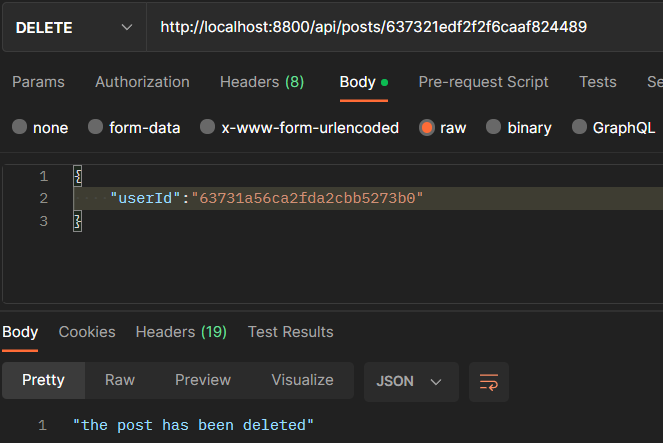 DELETE http://localhost:8800/api/posts/637321edf2f2f6caaf824489
Params Authorization Headers (8) Body Pre-request Script Tests Se
none form-data x-www-form-urlencoded raw binary GraphQL
1 {
2 "userId":"63731a56ca2fda2cbb5273b0"
3 }
Body Cookies Headers (19) Test Results
Pretty Raw Preview Visualize JSON
1 "the post has been deleted"